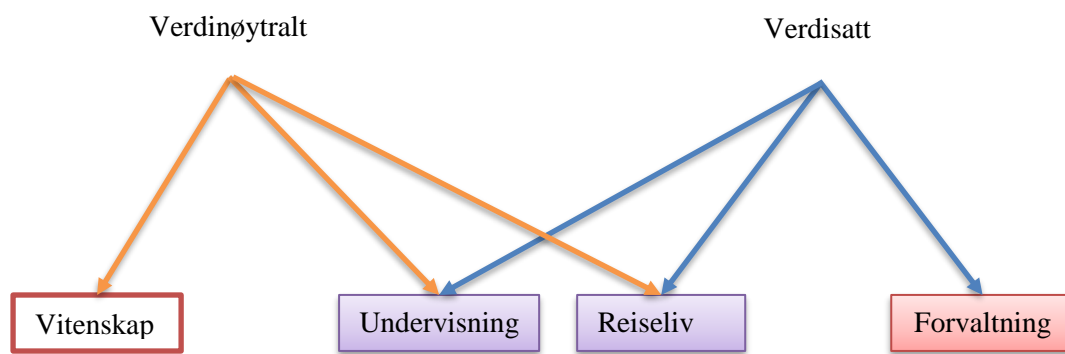 Verdinøytralt
Verdisatt
Vitenskap
Undervisning
Reiseliv
Forvaltning